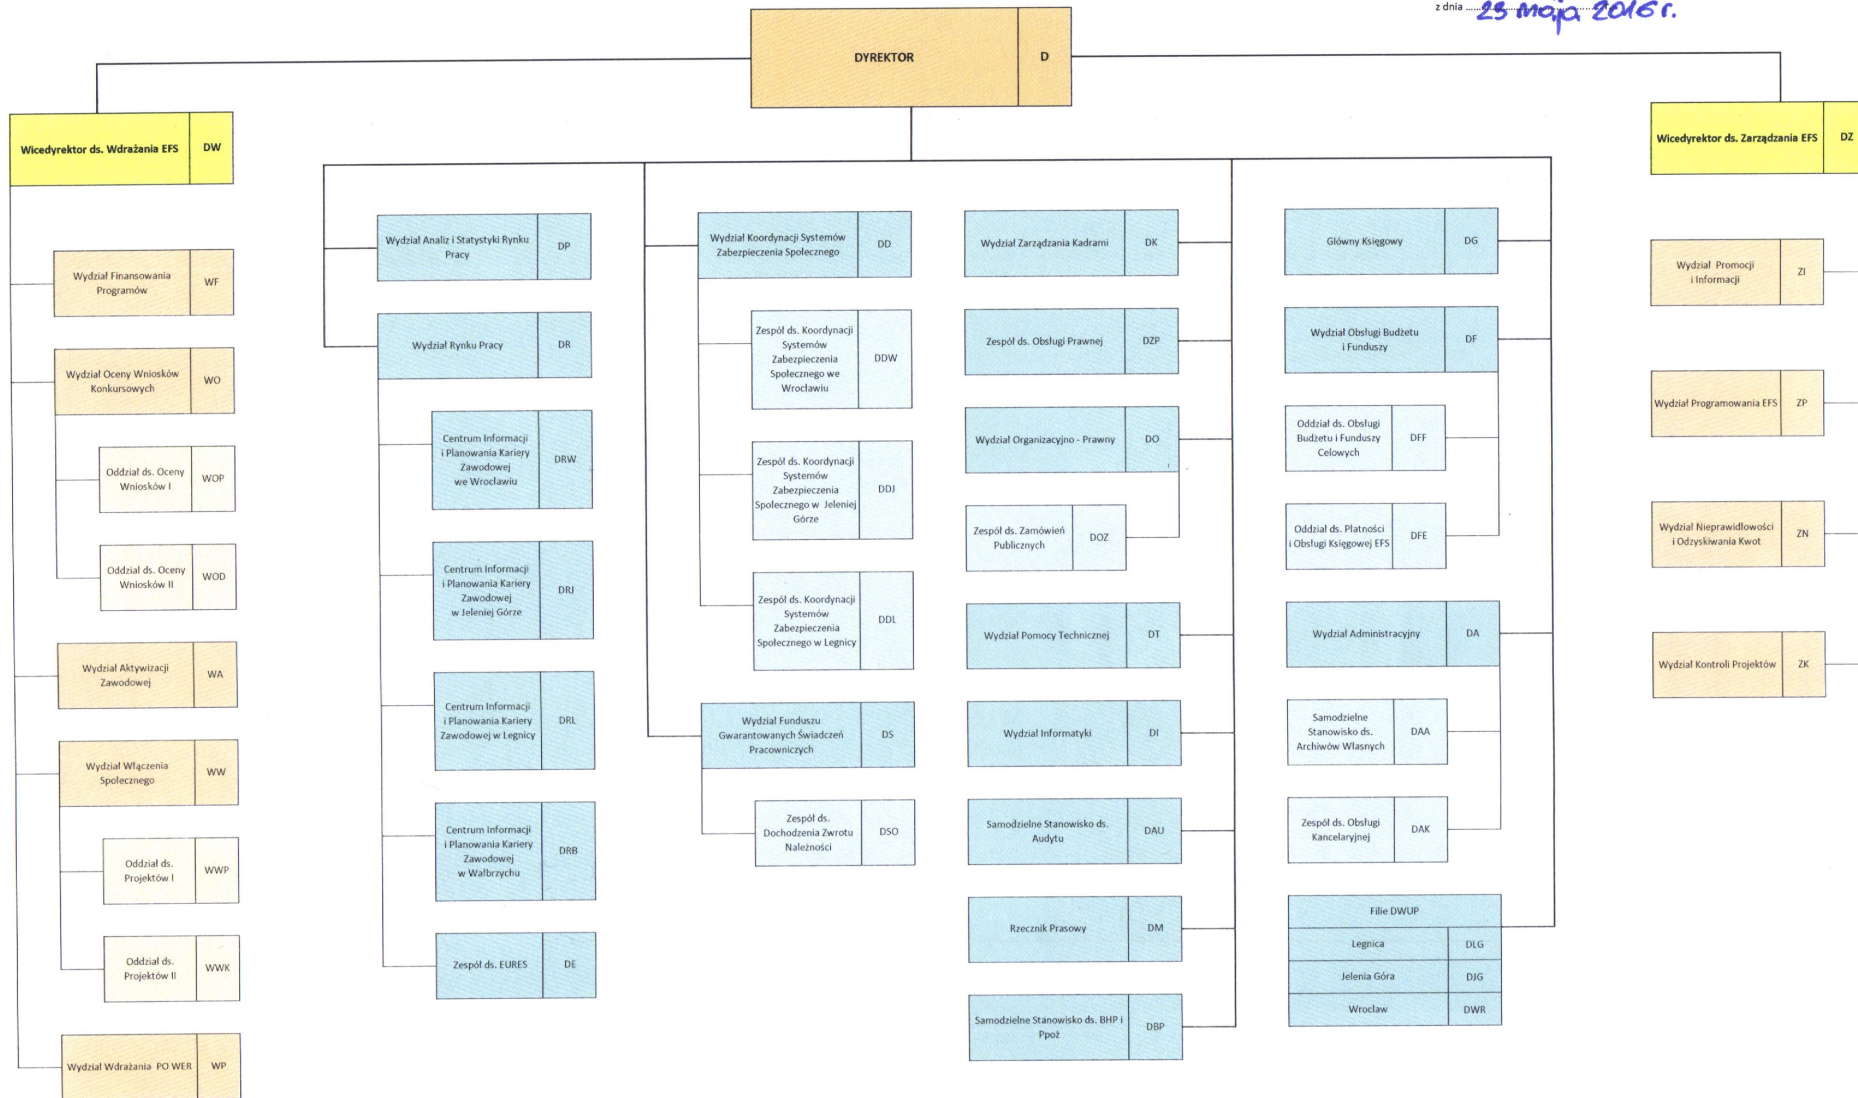 z dnia 23 maja 2016 r.
DYREKTOR
D
Wicedyrektor ds. Wdrażania EFS
DW
Wydział Finansowania
Programów
WF
Wydział Oceny Wniosków
Konkursowych
WO
Oddział ds. Oceny
Wniosków I
WOP
Oddział ds. Oceny
Wniosków II
WOD
Wydział Aktywizacji
Zawodowej
WA
Wydział Włączenia
Społecznego
WW
Oddział ds.
Projektów I
WWP
Oddział ds.
Projektów II
WWK
Wydział Wdrażania PO WER
WP
Wydział Analiz i Statystyki Rynku
Pracy
DP
Wydział Rynku Pracy
DR
Centrum Informacji
i Planowania Kariery
Zawodowej
we Wrocławiu
DRW
Centrum Informacji
i Planowania Kariery
Zawodowej
w Jeleniej Górze
DRJ
Centrum Informacji
i Planowania Kariery
Zawodowej w Legnicy
DRL
Centrum Informacji
i Planowania Kariery
Zawodowej
w Wałbrzychu
DRB
Zespół ds. EURES
DE
Wydział Koordynacji Systemów
Zabezpieczenia Społecznego
DD
Zespół ds. Koordynacji
Systemów
Zabezpieczenia
Społecznego we
Wrocławiu
DDW
Zespół ds. Koordynacji
Systemów
Zabezpieczenia
Społecznego w Jeleniej
Górze
DDJ
Zespół ds. Koordynacji
Systemów
Zabezpieczenia
Społecznego w Legnicy
DDL
Wydział Funduszu
Gwarantowanych Świadczeń
Pracowniczych
DS
Zespół ds.
Dochodzenia Zwrotu
Należności
DSO
Wydział Zarządzania Kadrami
DK
Zespół ds. Obsługi Prawnej
DZP
Wydział Organizacyjno - Prawny
DO
Zespół ds. Zamówień
Publicznych
DOZ
Wydział Pomocy Technicznej
DT
Wydział Informatyki
DI
Samodzielne Stanowisko ds.
Audytu
DAU
Rzecznik Prasowy
DM
Samodzielne Stanowisko ds. BHP i
Ppoż
DBP
Główny Księgowy
DG
Wydział Obsługi Budżetu
i Funduszy
DF
Oddział ds. Obsługi
Budżetu i Funduszy
Celowych
DFF
Oddział ds. Płatności
i Obsługi Księgowej EFS
DFE
Wydział Administracyjny
DA
Samodzielne
Stanowisko ds.
Archiwów Własnych
DAA
Zespół ds. Obsługi
Kancelaryjnej
DAK
Filie DWUP
Legnica
DLG
Jelenia Góra
DJG
Wrocław
DWR
Wicedyrektor ds. Zarządzania EFS
DZ
Wydział Promocji
i Informacji
ZI
Wydział Programowania EFS
ZP
Wydział Nieprawidłowości
i Odzyskiwania Kwot
ZN
Wydział Kontroli Projektów
ZK